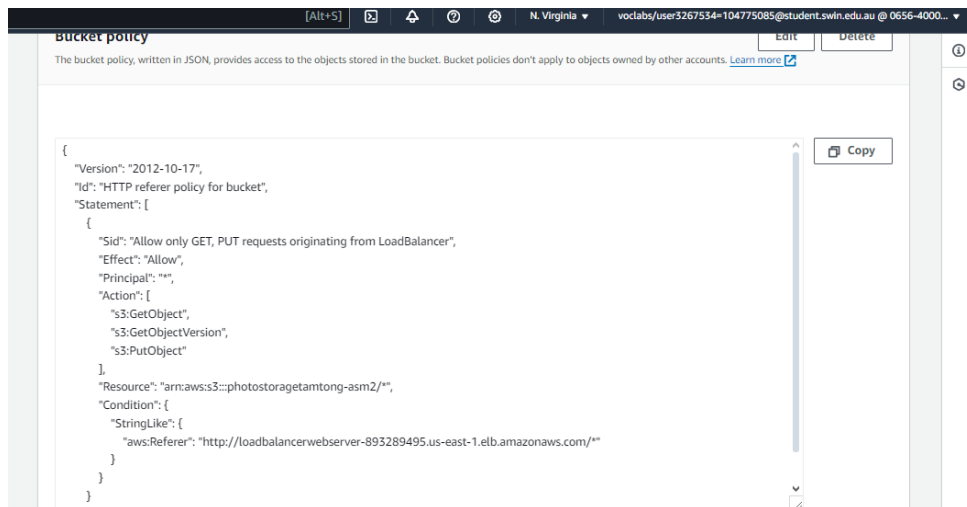 [Alt+S]
N. Virginia
voclabs/user3267534=104775085@student.swin.edu.au @ 0656-4000...
Bucket policy
Edit
Delete
The bucket policy, written in JSON, provides access to the objects stored in the bucket. Bucket policies don't apply to objects owned by other accounts. Learn more
Copy
{
"Version": "2012-10-17",
"Id": "HTTP referer policy for bucket",
"Statement": [
{
"Sid": "Allow only GET, PUT requests originating from LoadBalancer",
"Effect": "Allow",
"Principal": "*",
"Action": [
"s3:GetObject",
"s3:GetObjectVersion",
"s3:PutObject"
],
"Resource": "arn:aws:s3:::photostoragetamtong-asm2/*",
"Condition": {
"StringLike": {
"aws:Referer": "http://loadbalancerwebserver-893289495.us-east-1.elb.amazonaws.com/*"
}
}
}